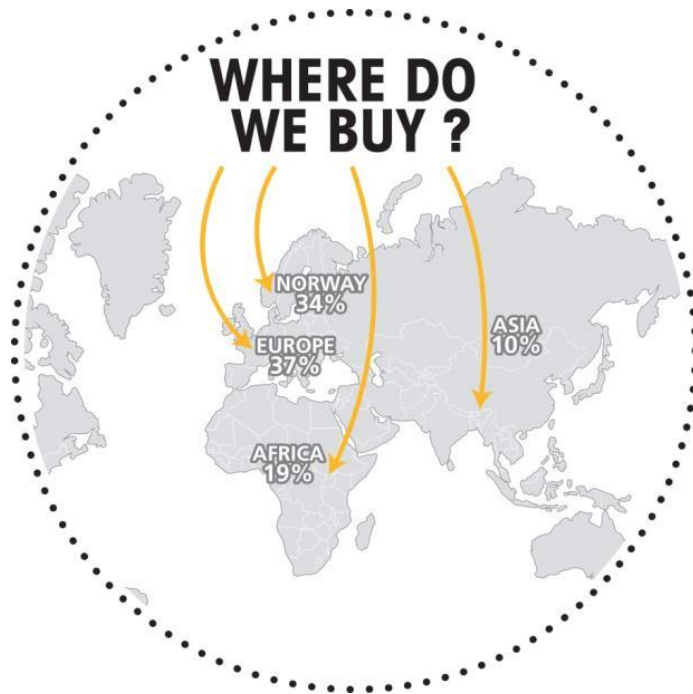 WHERE DO
WE BUY ?
NORWAY
34%
EUROPE
37%
ASIA
10%
AFRICA
19%